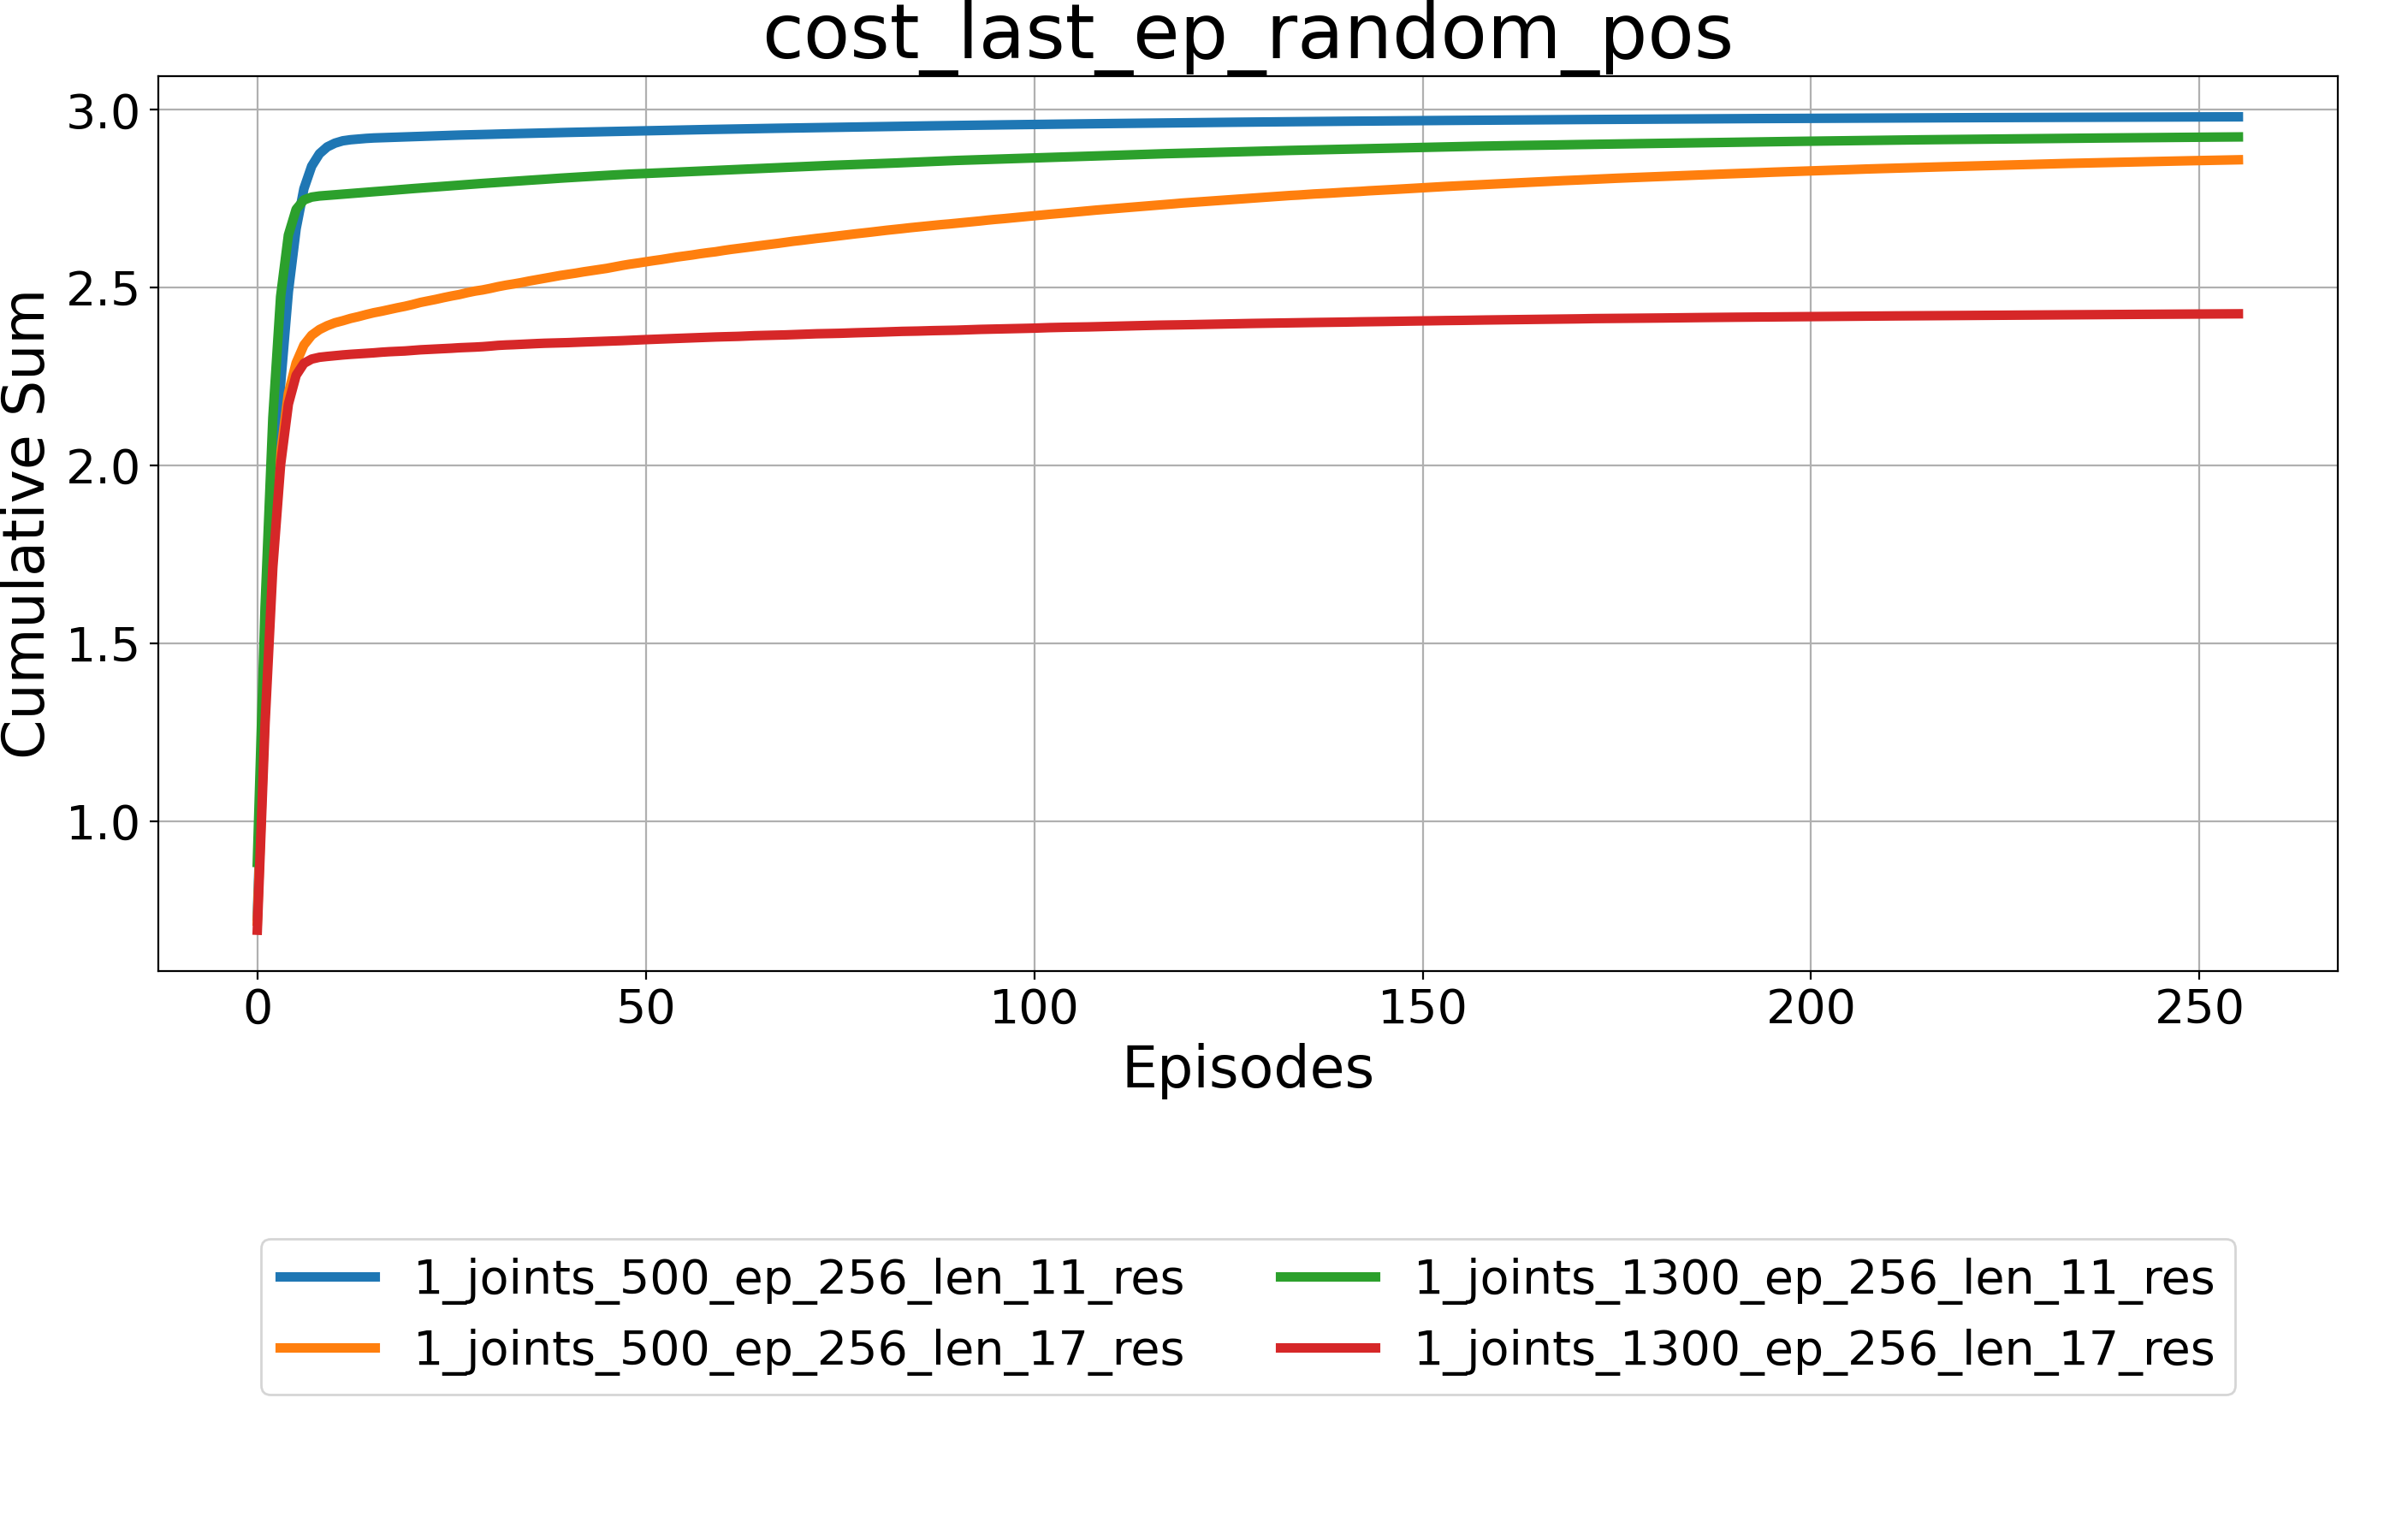 cost_last_ep_random_pos
Cumulative Sum
3.0
2.5
2.0
1.5
1.0
0 50 100 150 200 250
Episodes
1_joints_500_ep_256_len_11_res
1_joints_500_ep_256_len_17_res
1_joints_1300_ep_256_len_11_res
1_joints_1300_ep_256_len_17_res